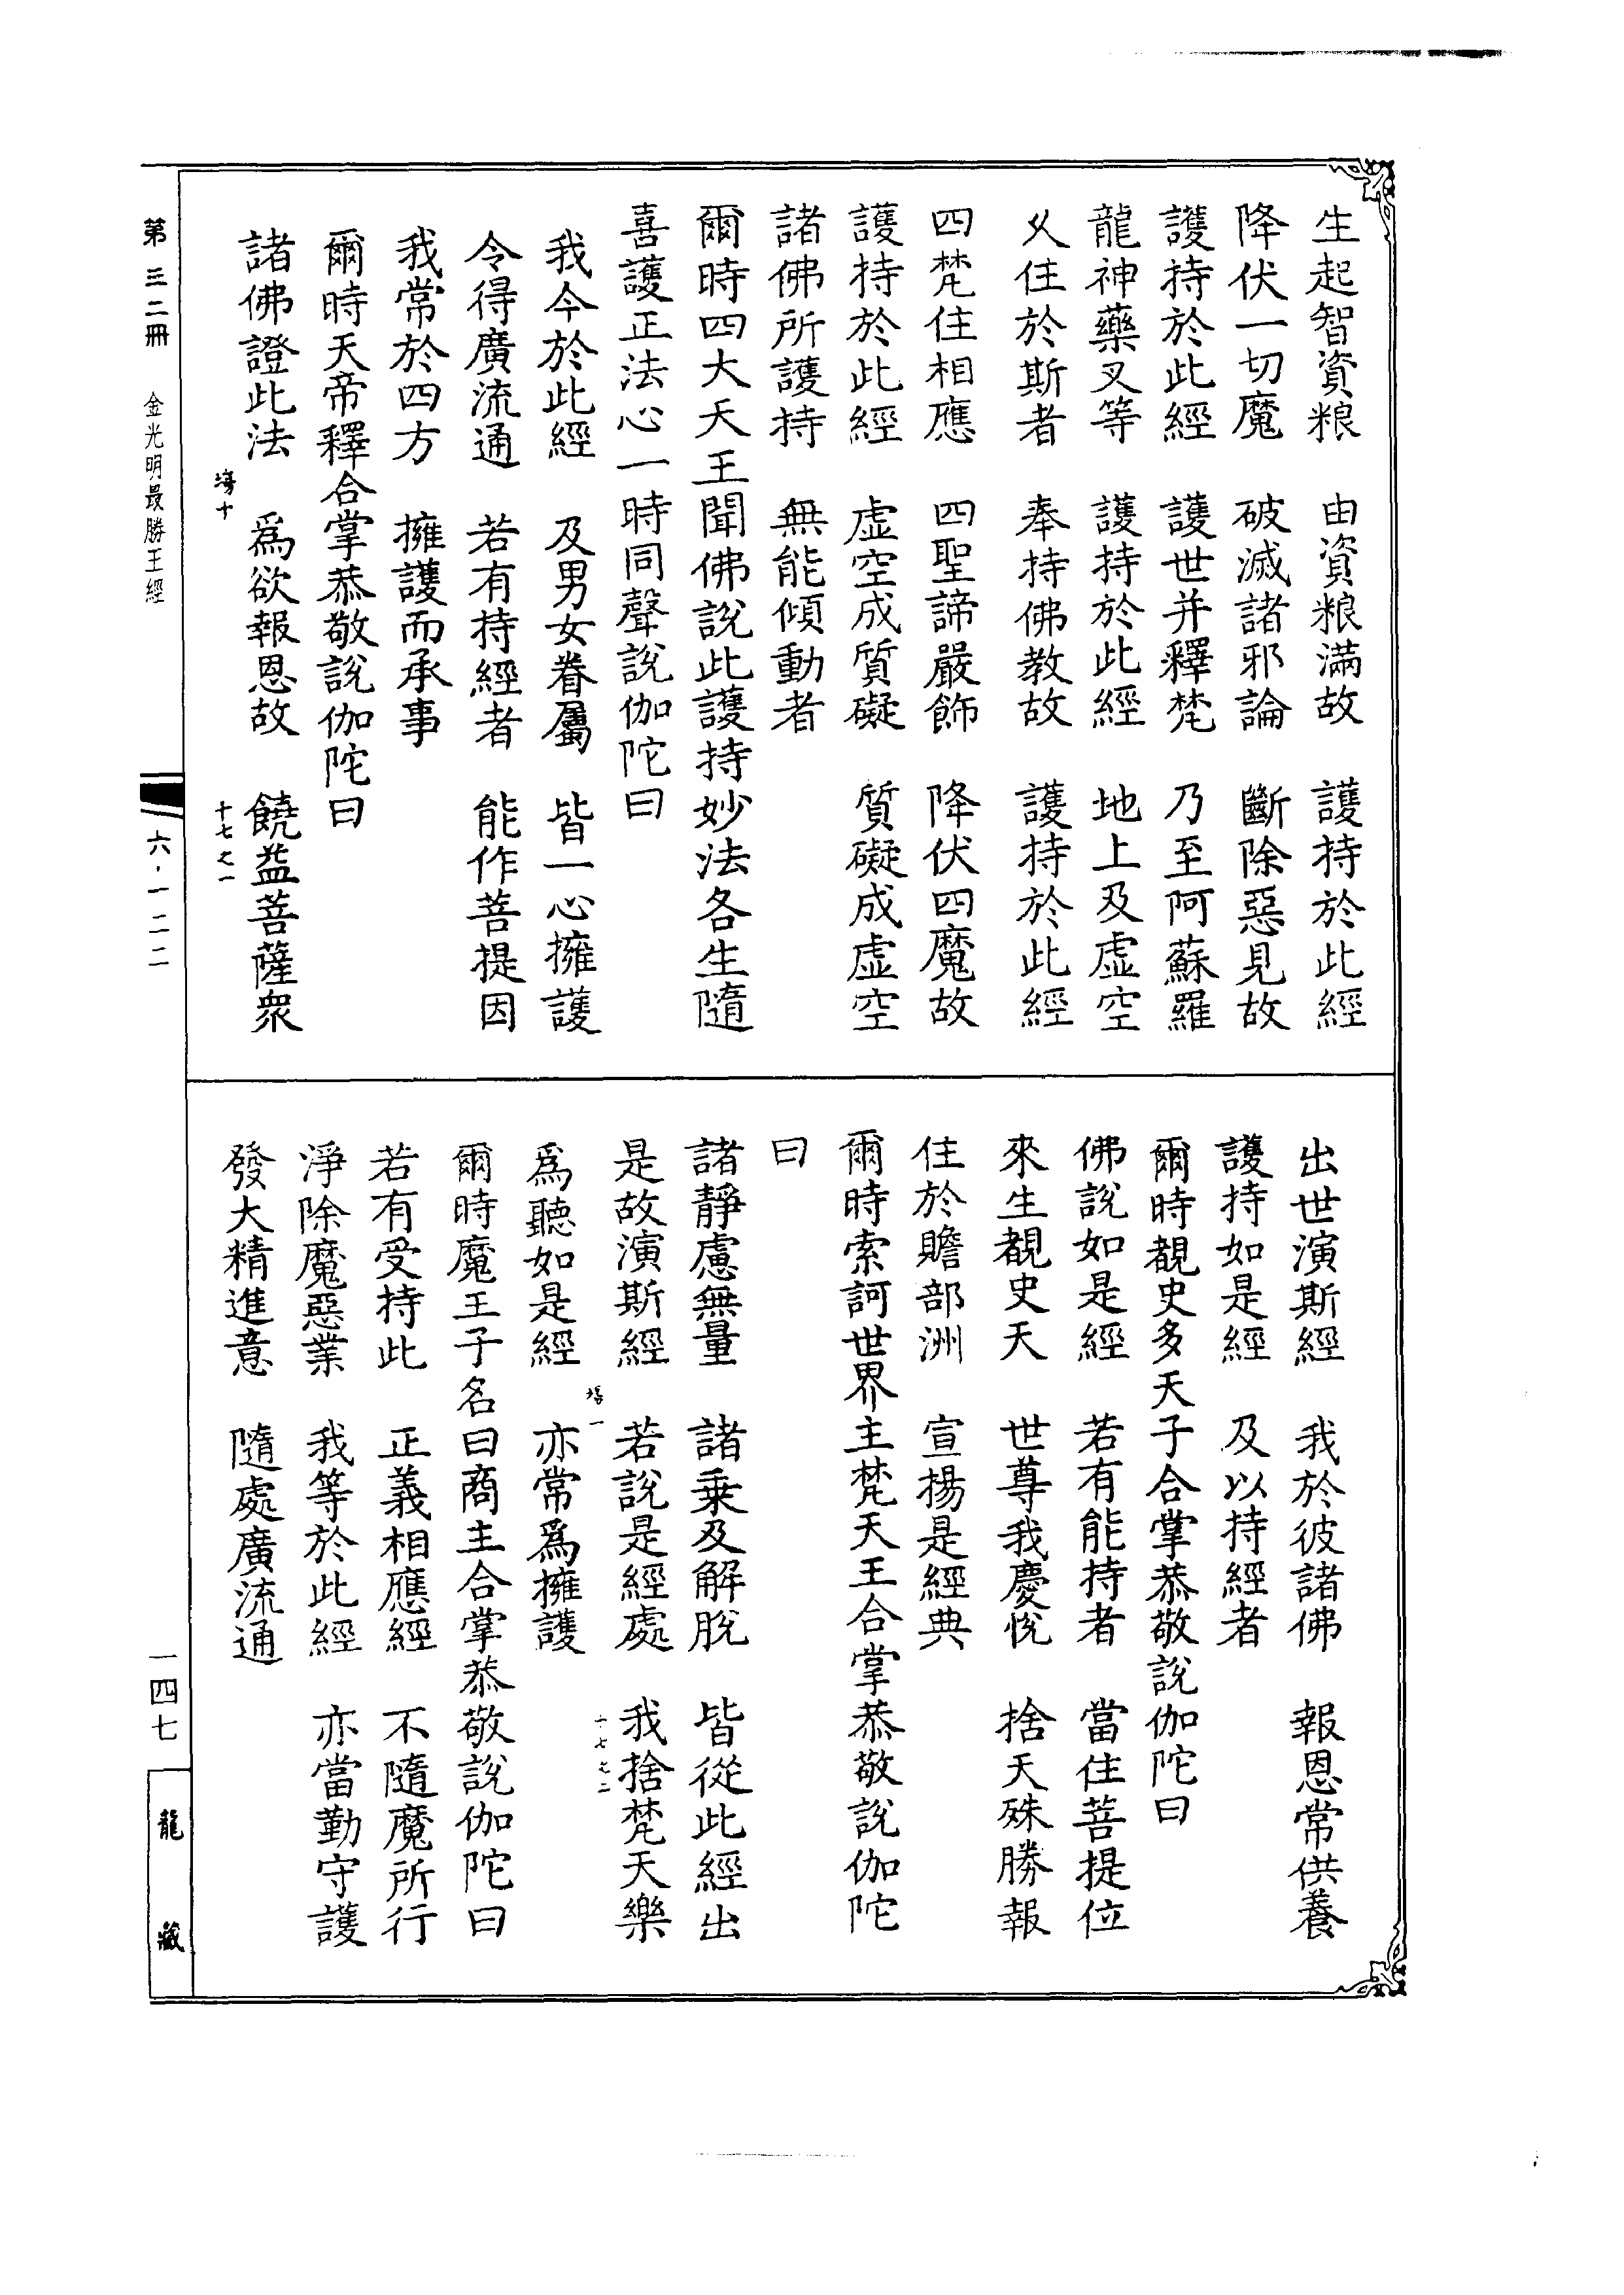 生起智資粮　由資粮滿故　護持於此經
降伏一切魔　破滅諸邪論　斷除惡見故
護持於此經　護世并釋梵　乃至阿蘇羅
龍神藥叉等　護持於此經　地上及虛空
乆住於斯者　奉持佛教故　護持於此經
四梵住相應　四聖諦嚴飾　降伏四魔故
護持於此經　虛空成質礙　質礙成虛空
諸佛所護持　無能傾動者
爾時四大天王聞佛說此護持妙法各生隨
喜護正法心一時同聲說伽陀曰
我今於此經　及男女眷屬　皆一心擁護
令得廣流通　若有持經者　能作菩提因
我常於四方　擁護而承事
爾時天帝釋合掌恭敬說伽陀曰
諸佛證此法　爲欲報恩故　饒益菩薩衆
塲十　十七之一
出世演斯經　我於彼諸佛　報恩常供養
護持如是經　及以持經者
爾時覩史多天子合掌恭敬說伽陀曰
佛說如是經　若有能持者　當住菩提位
來生覩史天　世尊我慶悅　捨天殊勝報
住於贍部洲　宣揚是經典
爾時索訶世界主梵天王合掌恭敬說伽陀
曰
諸靜慮無量　諸乗及解脫　皆從此經出
是故演斯經　若說是經處　我捨梵天樂
塲一　十七之二
爲聽如是經　亦常爲擁護
爾時魔王子名曰商主合掌恭敬說伽陀曰
若有受持此　正義相應經　不隨魔所行
淨除魔惡業　我等於此經　亦當勤守護
發大精進意　隨處廣流通
第三二冊　金光明最勝王經　六·一二二　一四七　龍藏